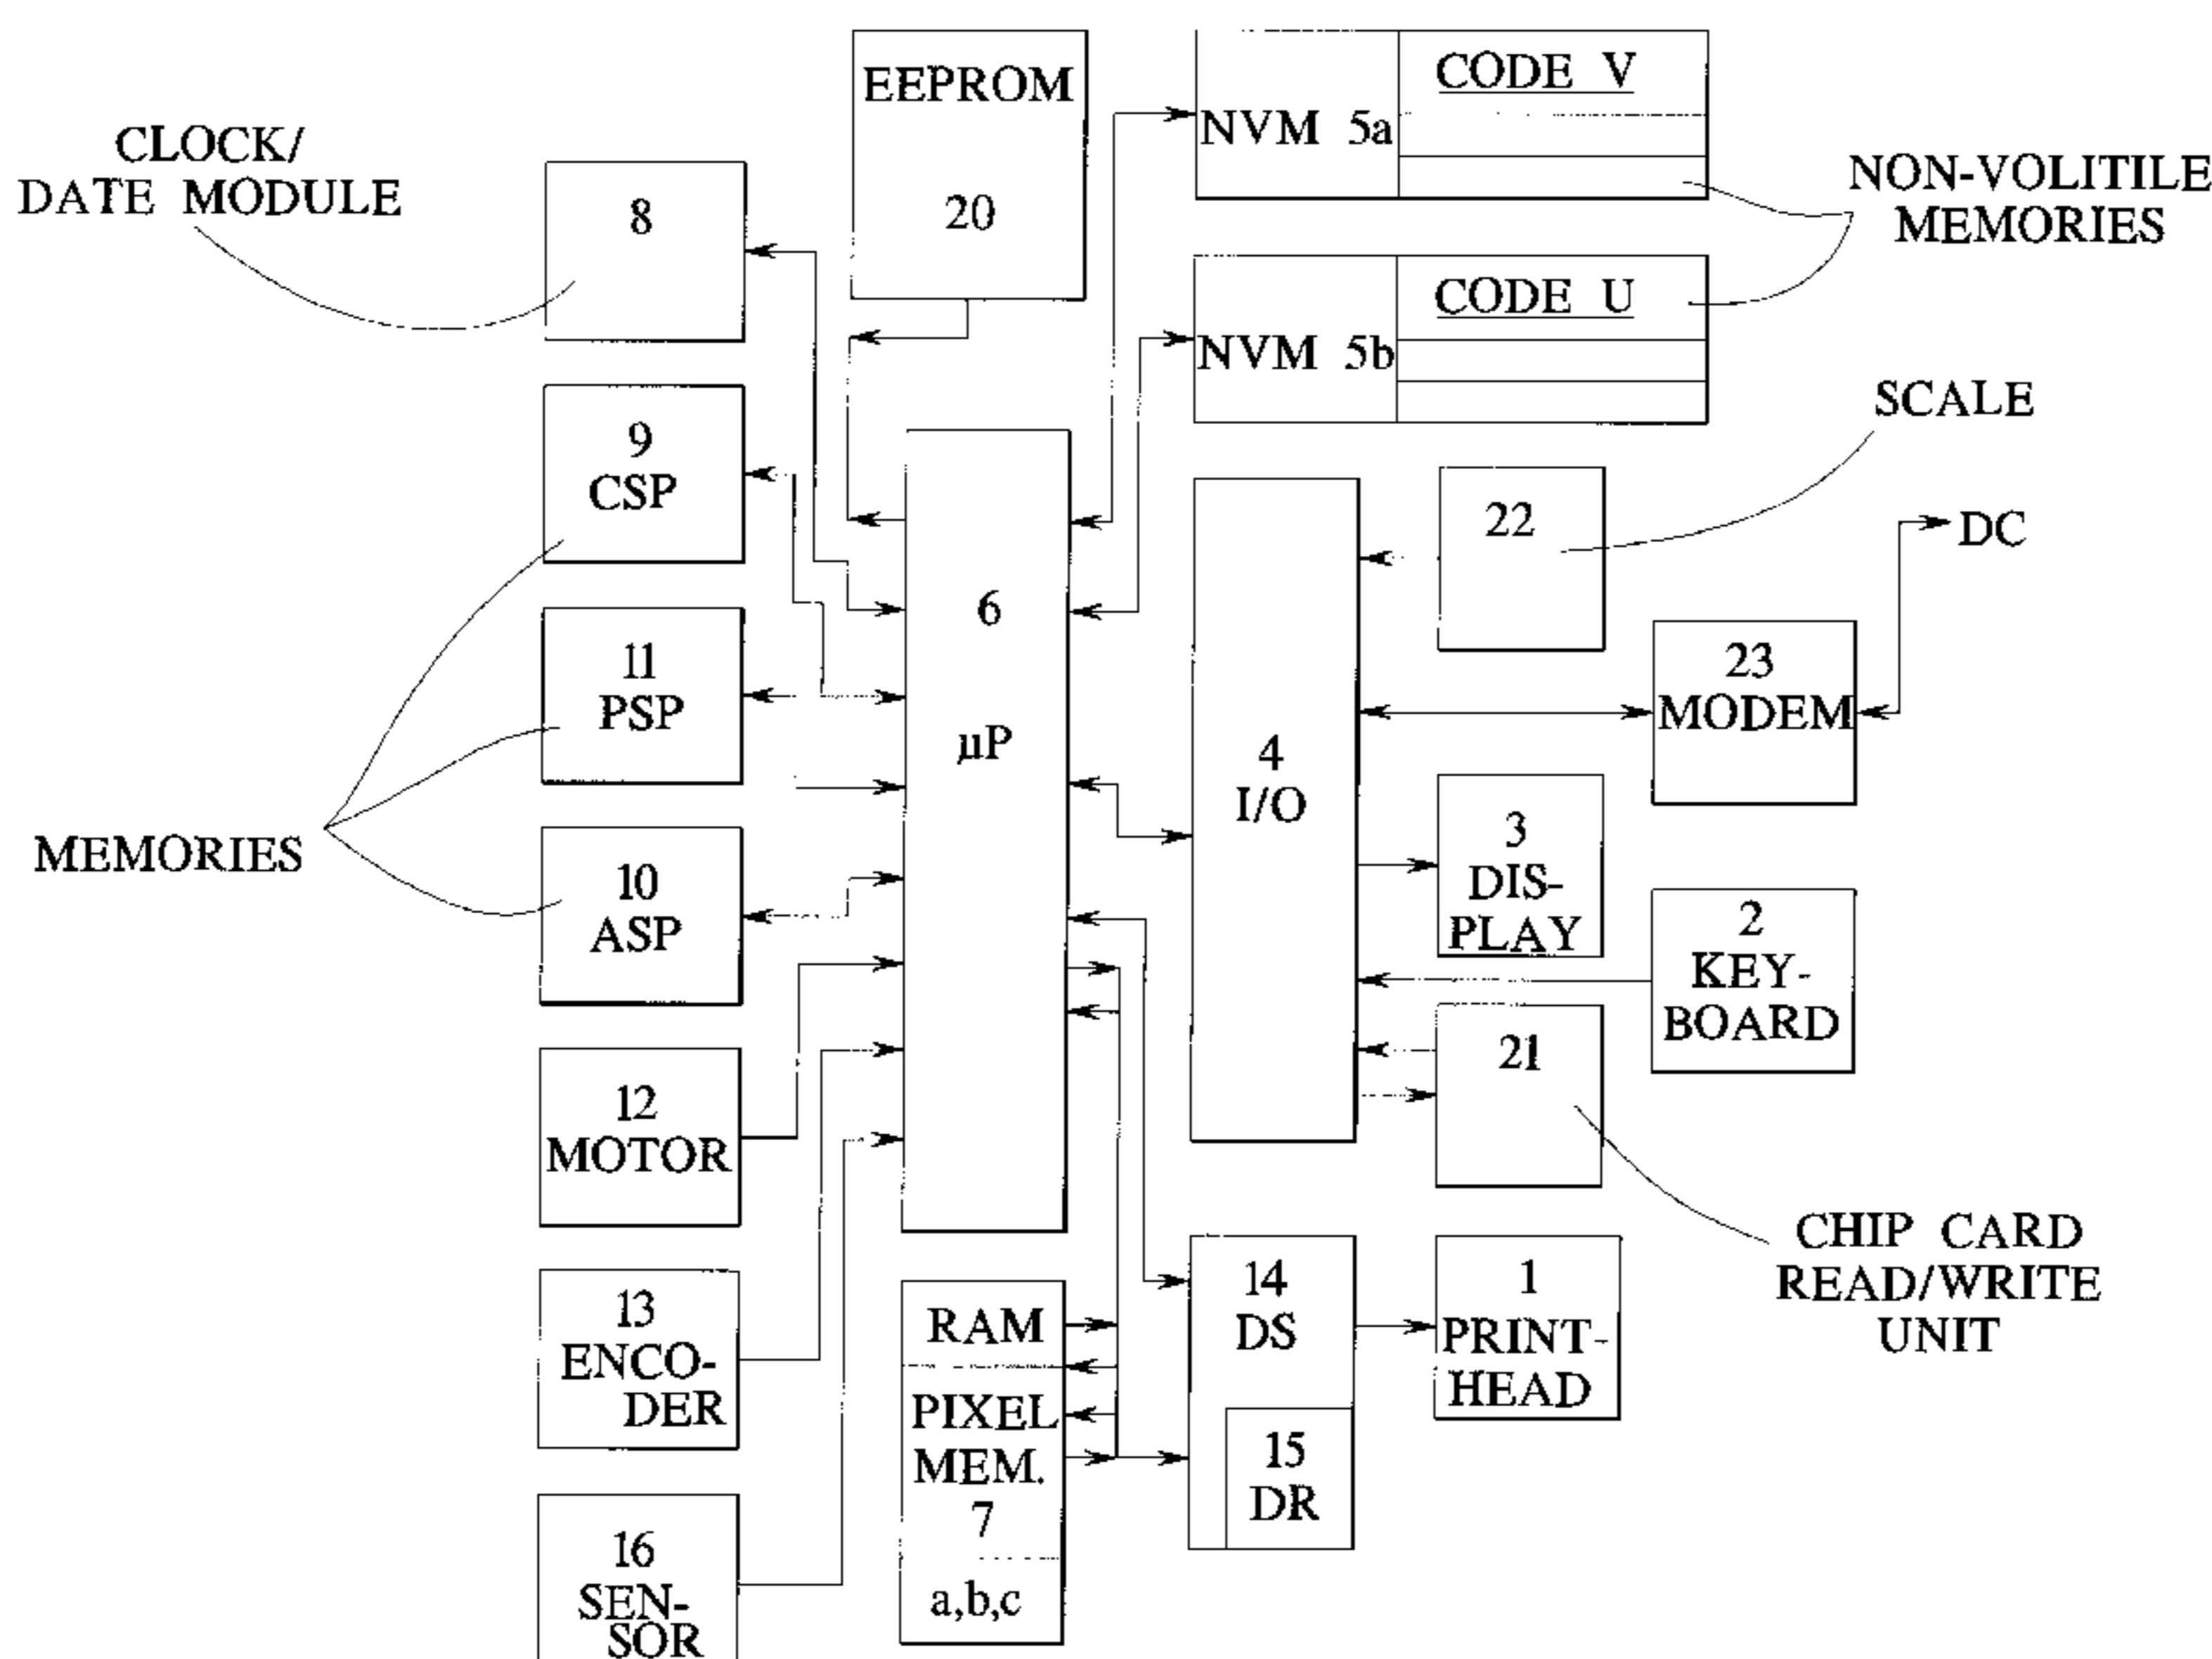 EEPROM
20
CODE V
NVM 5a
CLOCK/
DATE MODULE
8
NON-VOLITILE
MEMORIES
CODE U
NVM 5b
SCALE
9
CSP
22
DC
6
µP
11
PSP
23
MODEM
4
I/O
3
DIS-
PLAY
MEMORIES
10
ASP
2
KEY-
BOARD
21
12
MOTOR
CHIP CARD
READ/WRITE
UNIT
13
ENCO-
DER
RAM
PIXEL
MEM.
7
a,b,c
14
DS
15
DR
1
PRINT-
HEAD
16
SEN-
SOR